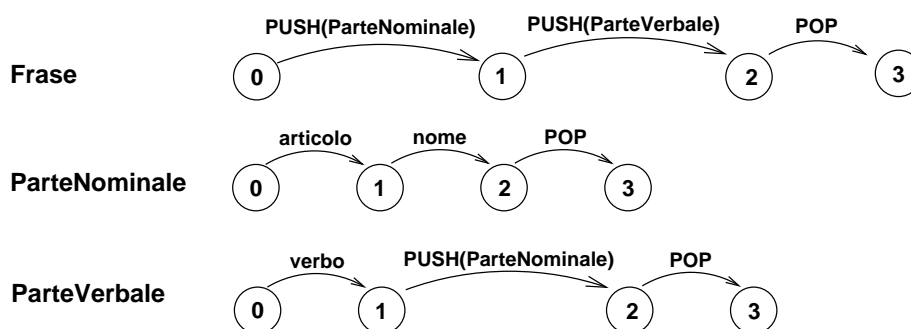 PUSH(ParteNominale) PUSH(ParteVerbale) POP
Frase 0 1 2 3
articolo nome POP
ParteNominale 0 1 2 3
verbo PUSH(ParteNominale) POP
ParteVerbale 0 1 2 3